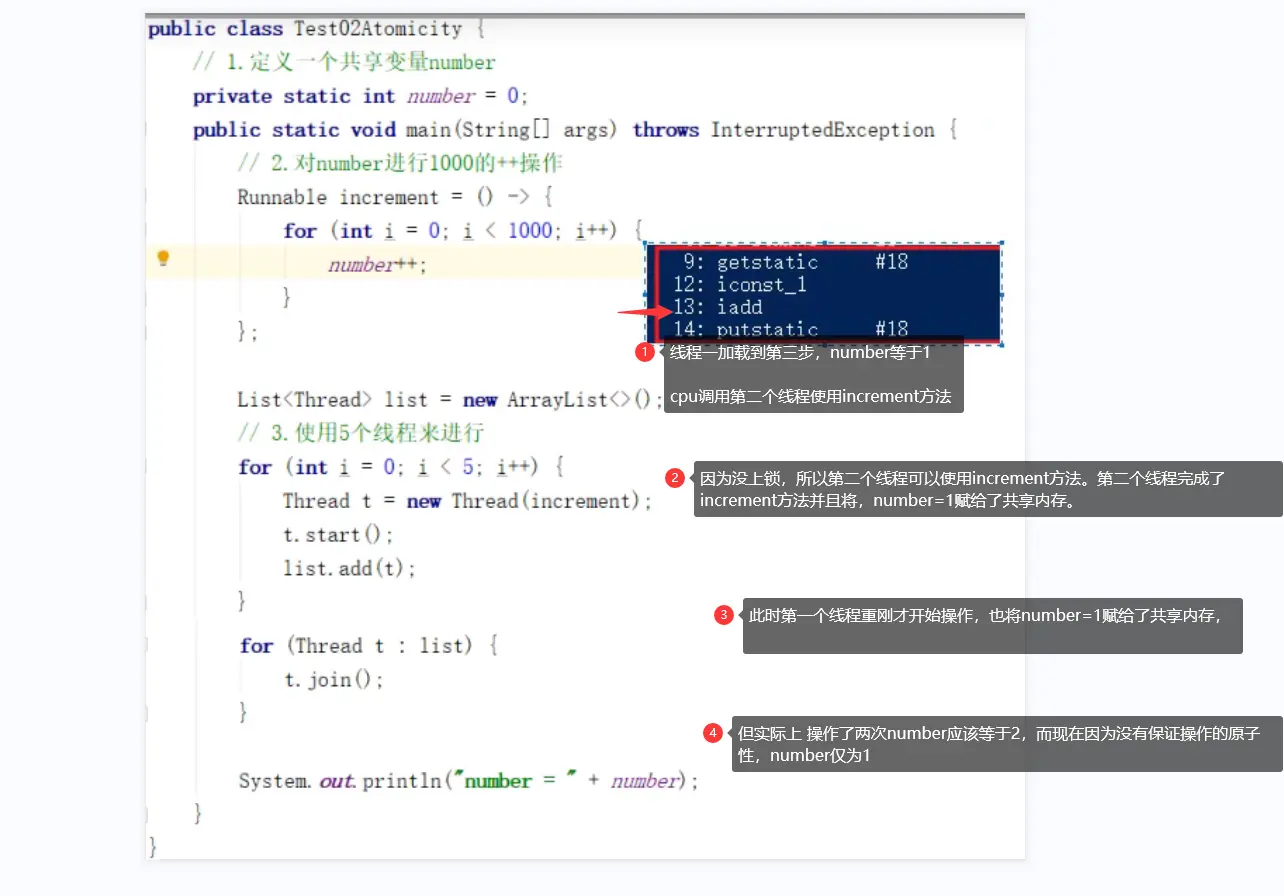 public class Test02Atomicity {
// 1.定义一个共享变量number
private static int number = 0;
public static void main(String[] args) throws InterruptedException {
// 2.对number进行1000的++操作
Runnable increment = () -> {
for (int i = 0; i < 1000; i++) {
number++;
}
};
9: getstatic #18
12: iconst_1
13: iadd
14: putstatic #18
1 线程一加载到第三步，number等于1
cpu调用第二个线程使用increment方法
List<Thread> list = new ArrayList<>();
// 3.使用5个线程来进行
for (int i = 0; i < 5; i++) {
Thread t = new Thread(increment);
t.start();
list.add(t);
}
2 因为没上锁，所以第二个线程可以使用increment方法。第二个线程完成了
increment方法并且将，number=1赋给了共享内存。
3 此时第一个线程重刚才开始操作，也将number=1赋给了共享内存，
for (Thread t : list) {
t.join();
}
4 但实际上 操作了两次number应该等于2，而现在因为没有保证操作的原子
性，number仅为1
System.out.println("number = " + number);
}
}